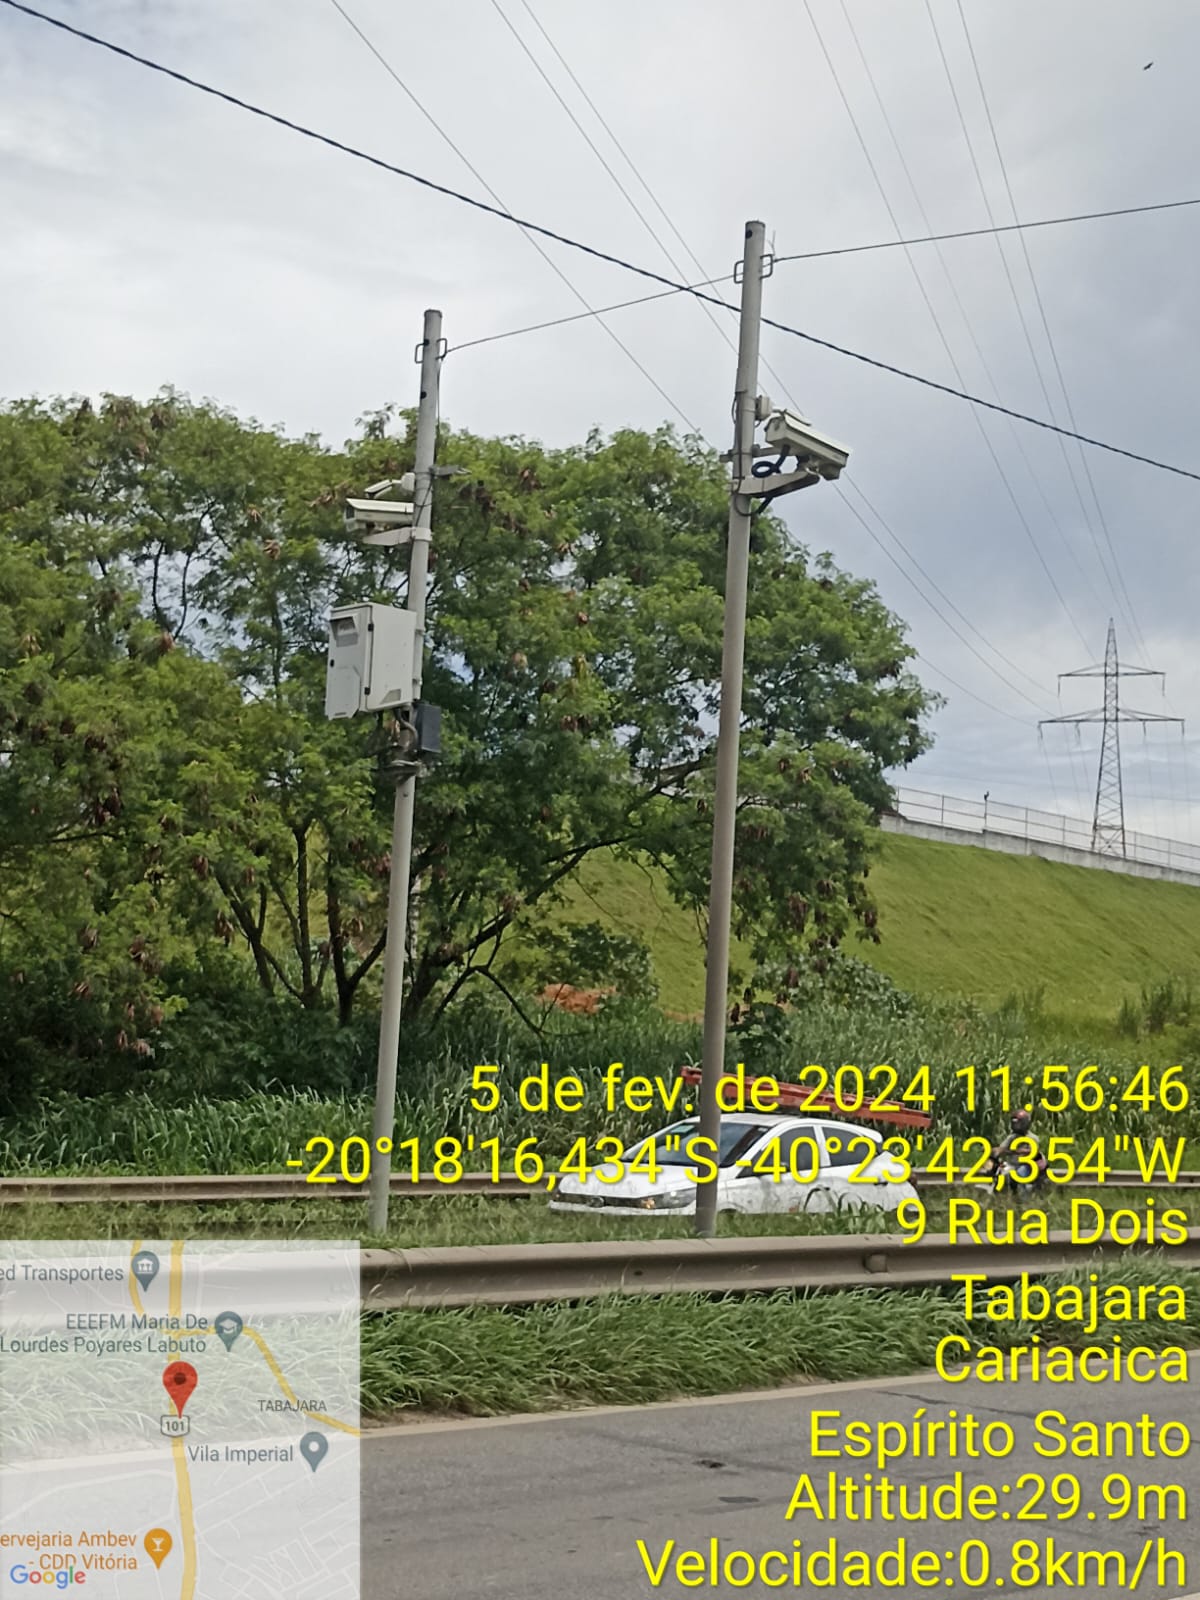 5 de fev. de 2024 11:56:46
-20°18'16,434"S -40°23'42,354"W
9 Rua Dois
Tabajara
Cariacica
Espírito Santo
Altitude:29.9m
Velocidade:0.8km/h
ed Transportes
EEEFM Maria De
Lourdes Poyares Labuto
101
TABAJARA
Vila Imperial
ervejaria Ambev
- CDD Vitória
Google